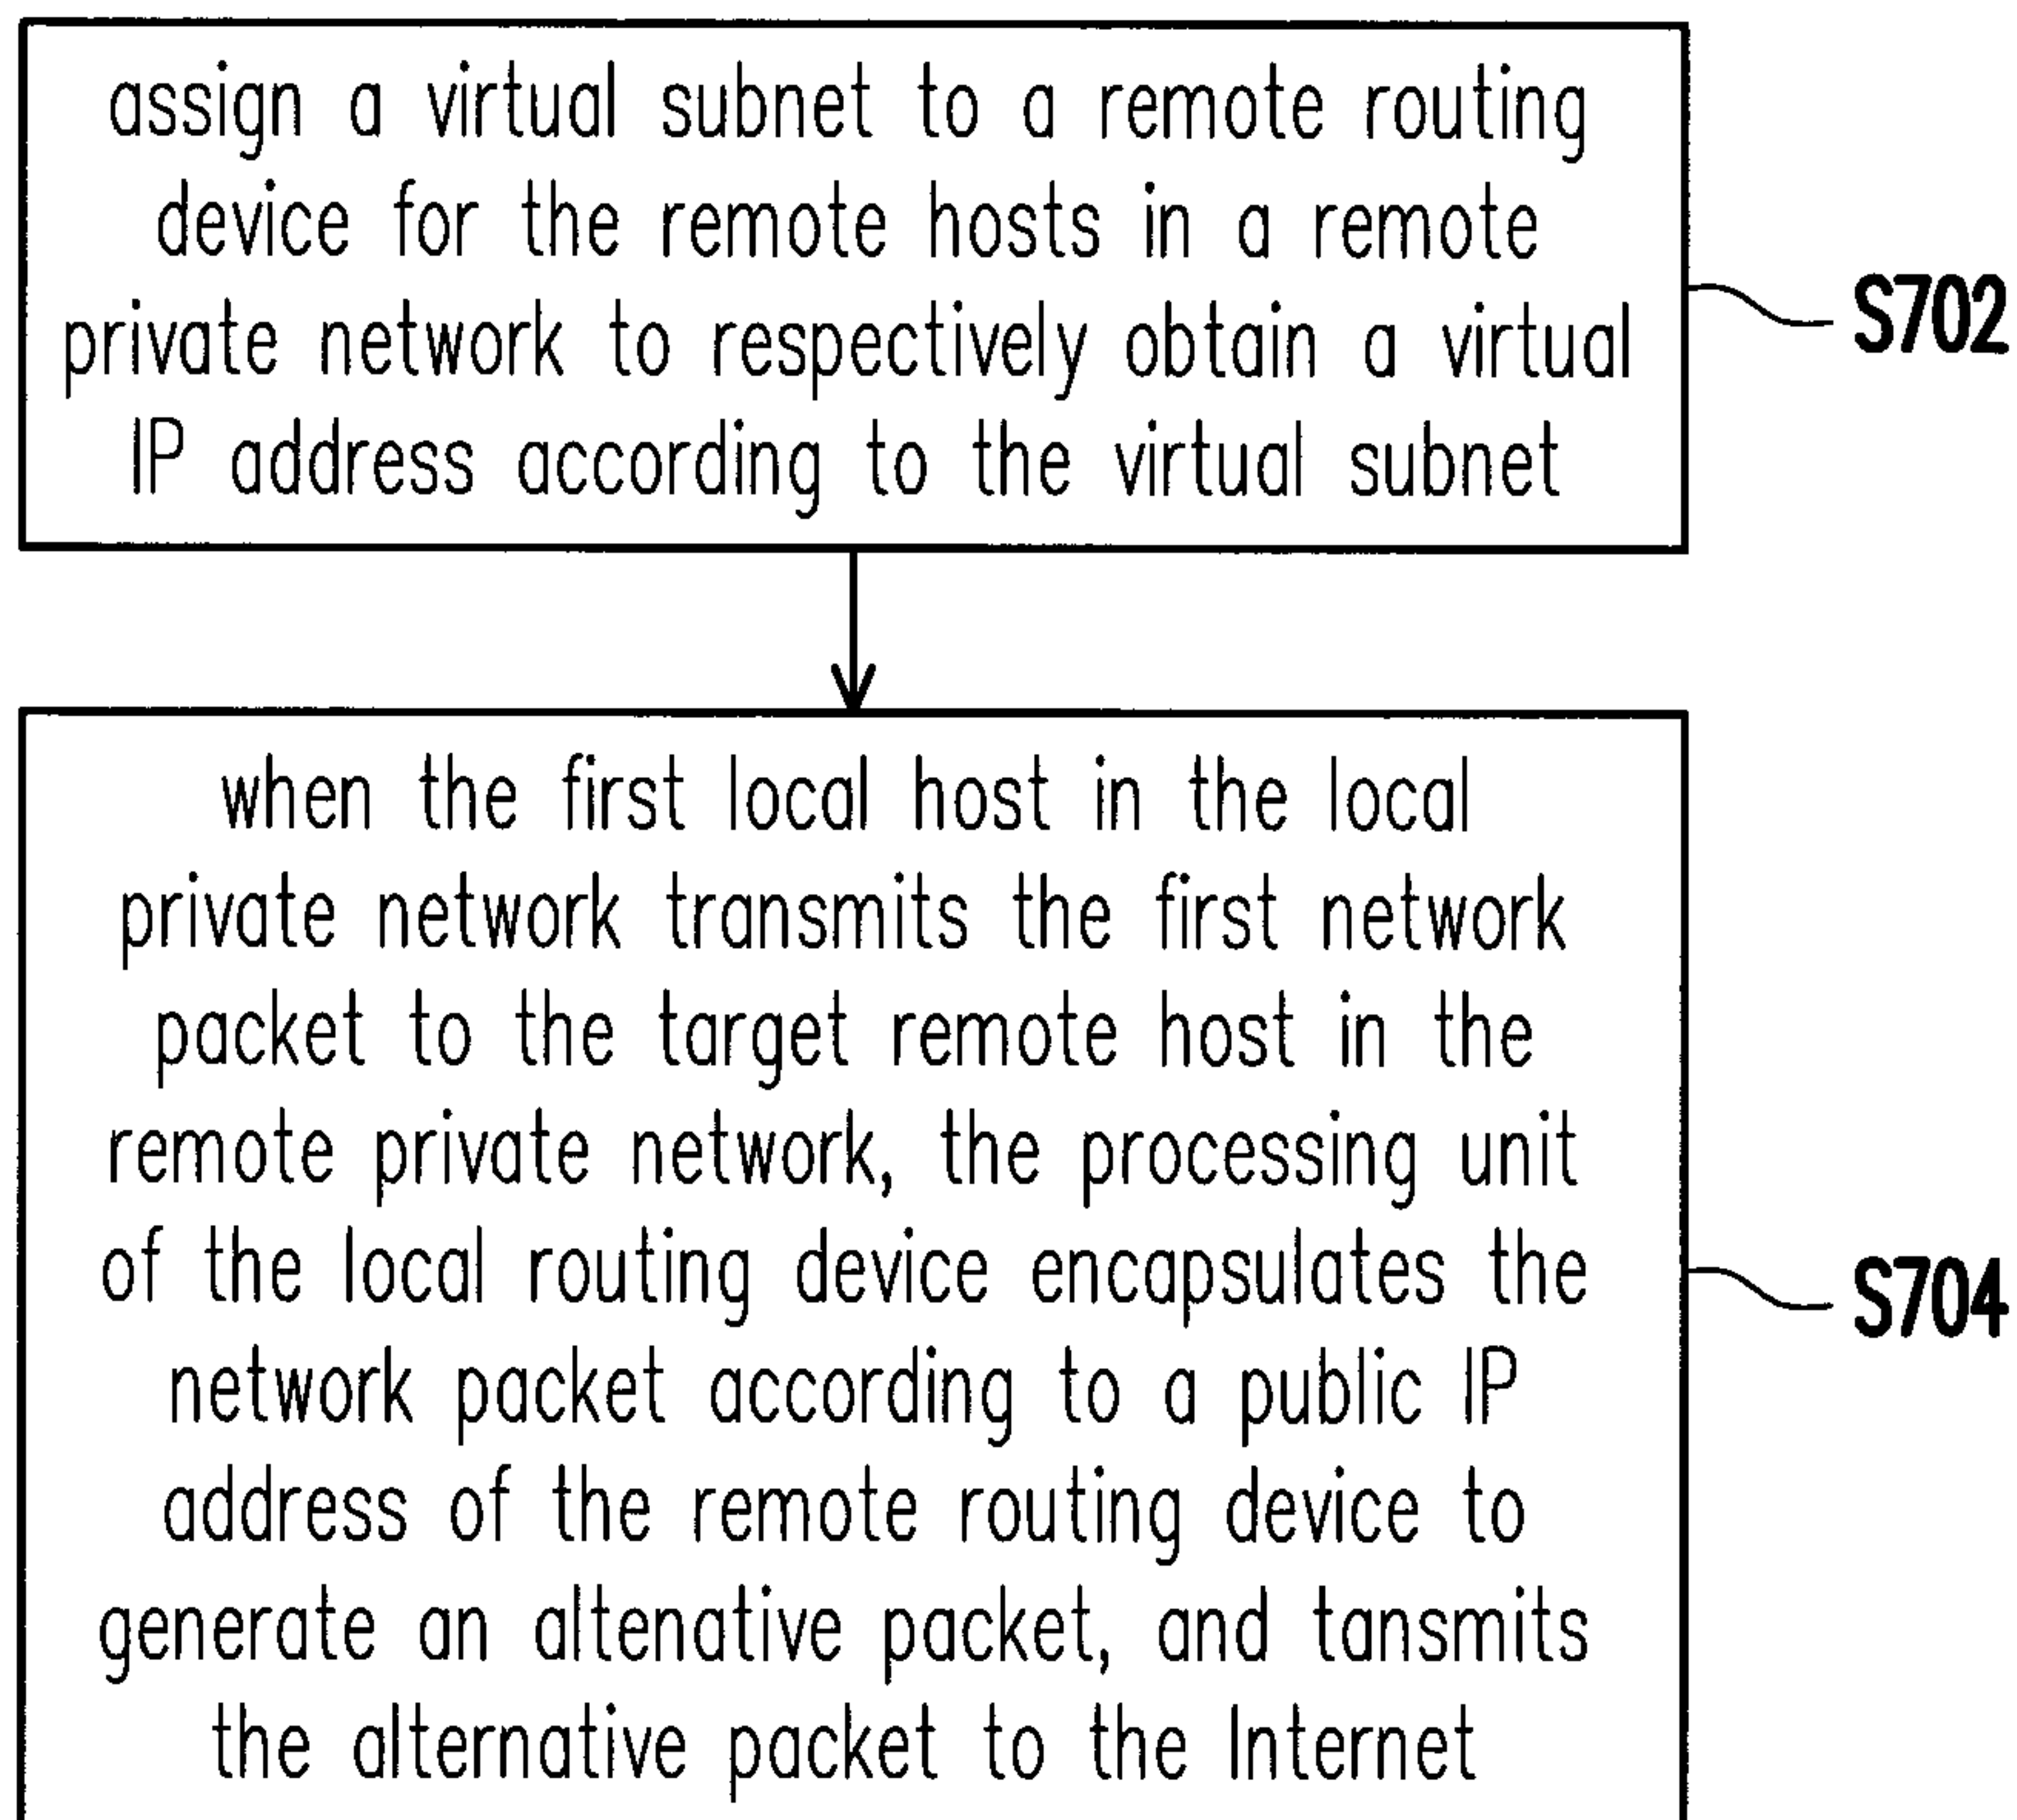 assign a virtual subnet to a remote routing
device for the remote hosts in a remote
private network to respectively obtain a virtual
IP address according to the virtual subnet
S702
when the first local host in the local
private network transmits the first network
packet to the target remote host in the
remote private network, the processing unit
of the local routing device encapsulates the
network packet according to a public IP
address of the remote routing device to
generate an altenative packet, and tansmits
the alternative packet to the Internet
S704